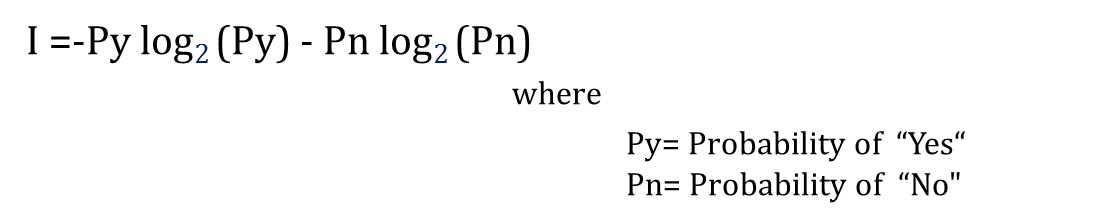 I =-Py log₂ (Py) - Pn log₂ (Pn)
where
Py= Probability of “Yes“
Pn= Probability of “No"